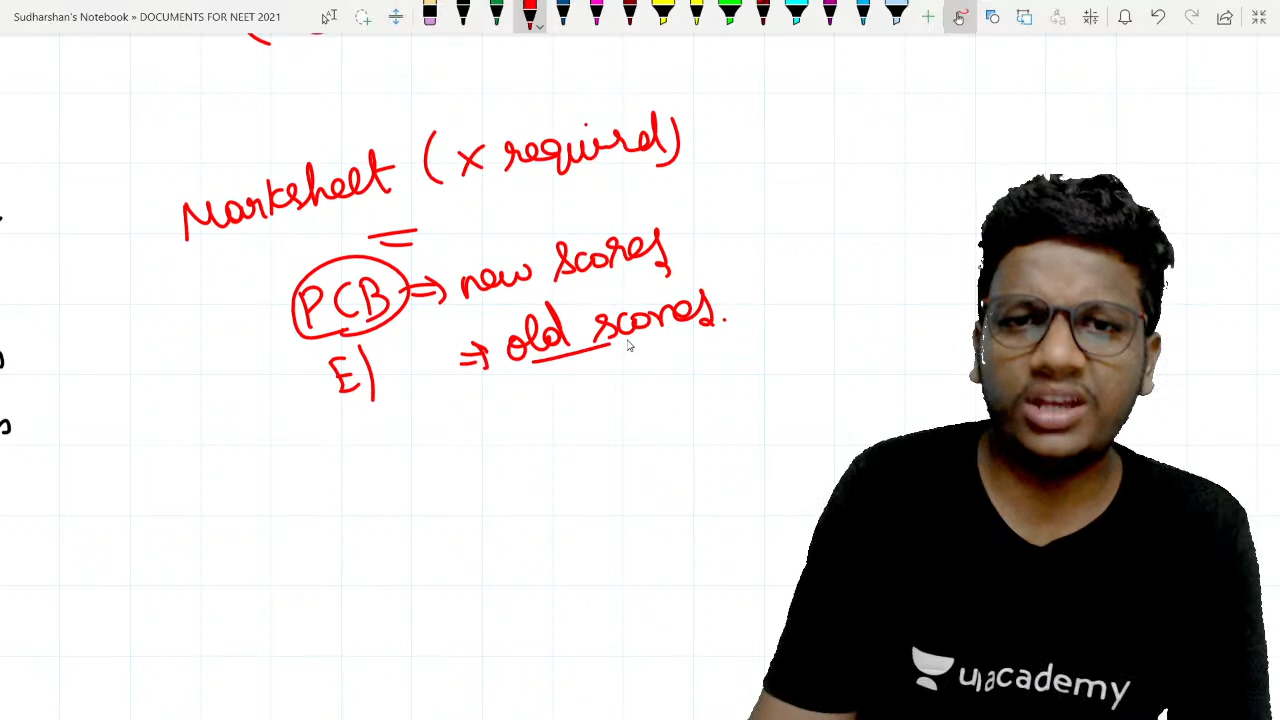 Sudharshan's Notebook » DOCUMENTS FOR NEET 2021
Marksheet (x required)
PCB ⇒ new scores
E|
⇒ old scores.
unacademy